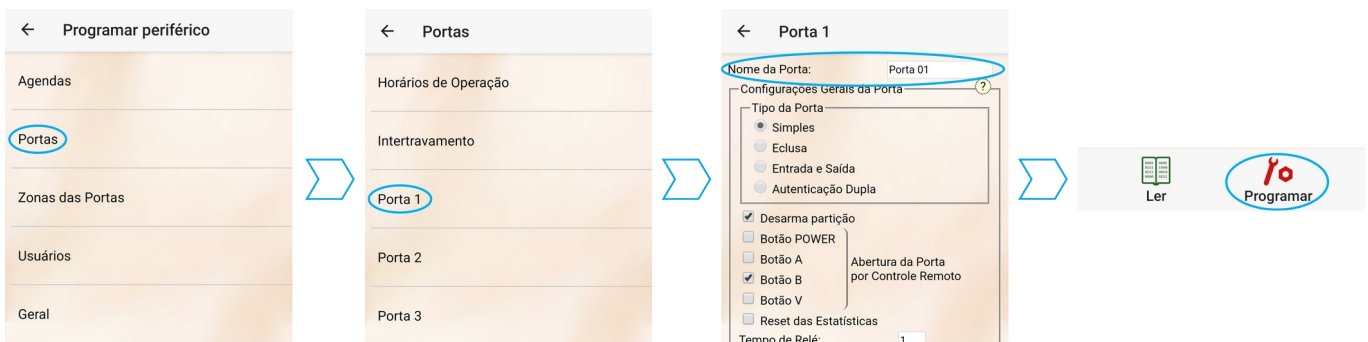 Programar periférico
Agendas
Portas
Zonas das Portas
Usuários
Geral
Portas
Horários de Operação
Intertravamento
Porta 1
Porta 2
Porta 3
Porta 1
Nome da Porta: Porta 01
Configurações Gerais da Porta ?
Tipo da Porta
Simples
Eclusa
Entrada e Saída
Autenticação Dupla
Desarma partição
Botão POWER
Botão A
Botão B
Botão V
Abertura da Porta
por Controle Remoto
Reset das Estatísticas
Tempo de Relé: 1
Ler
Programar